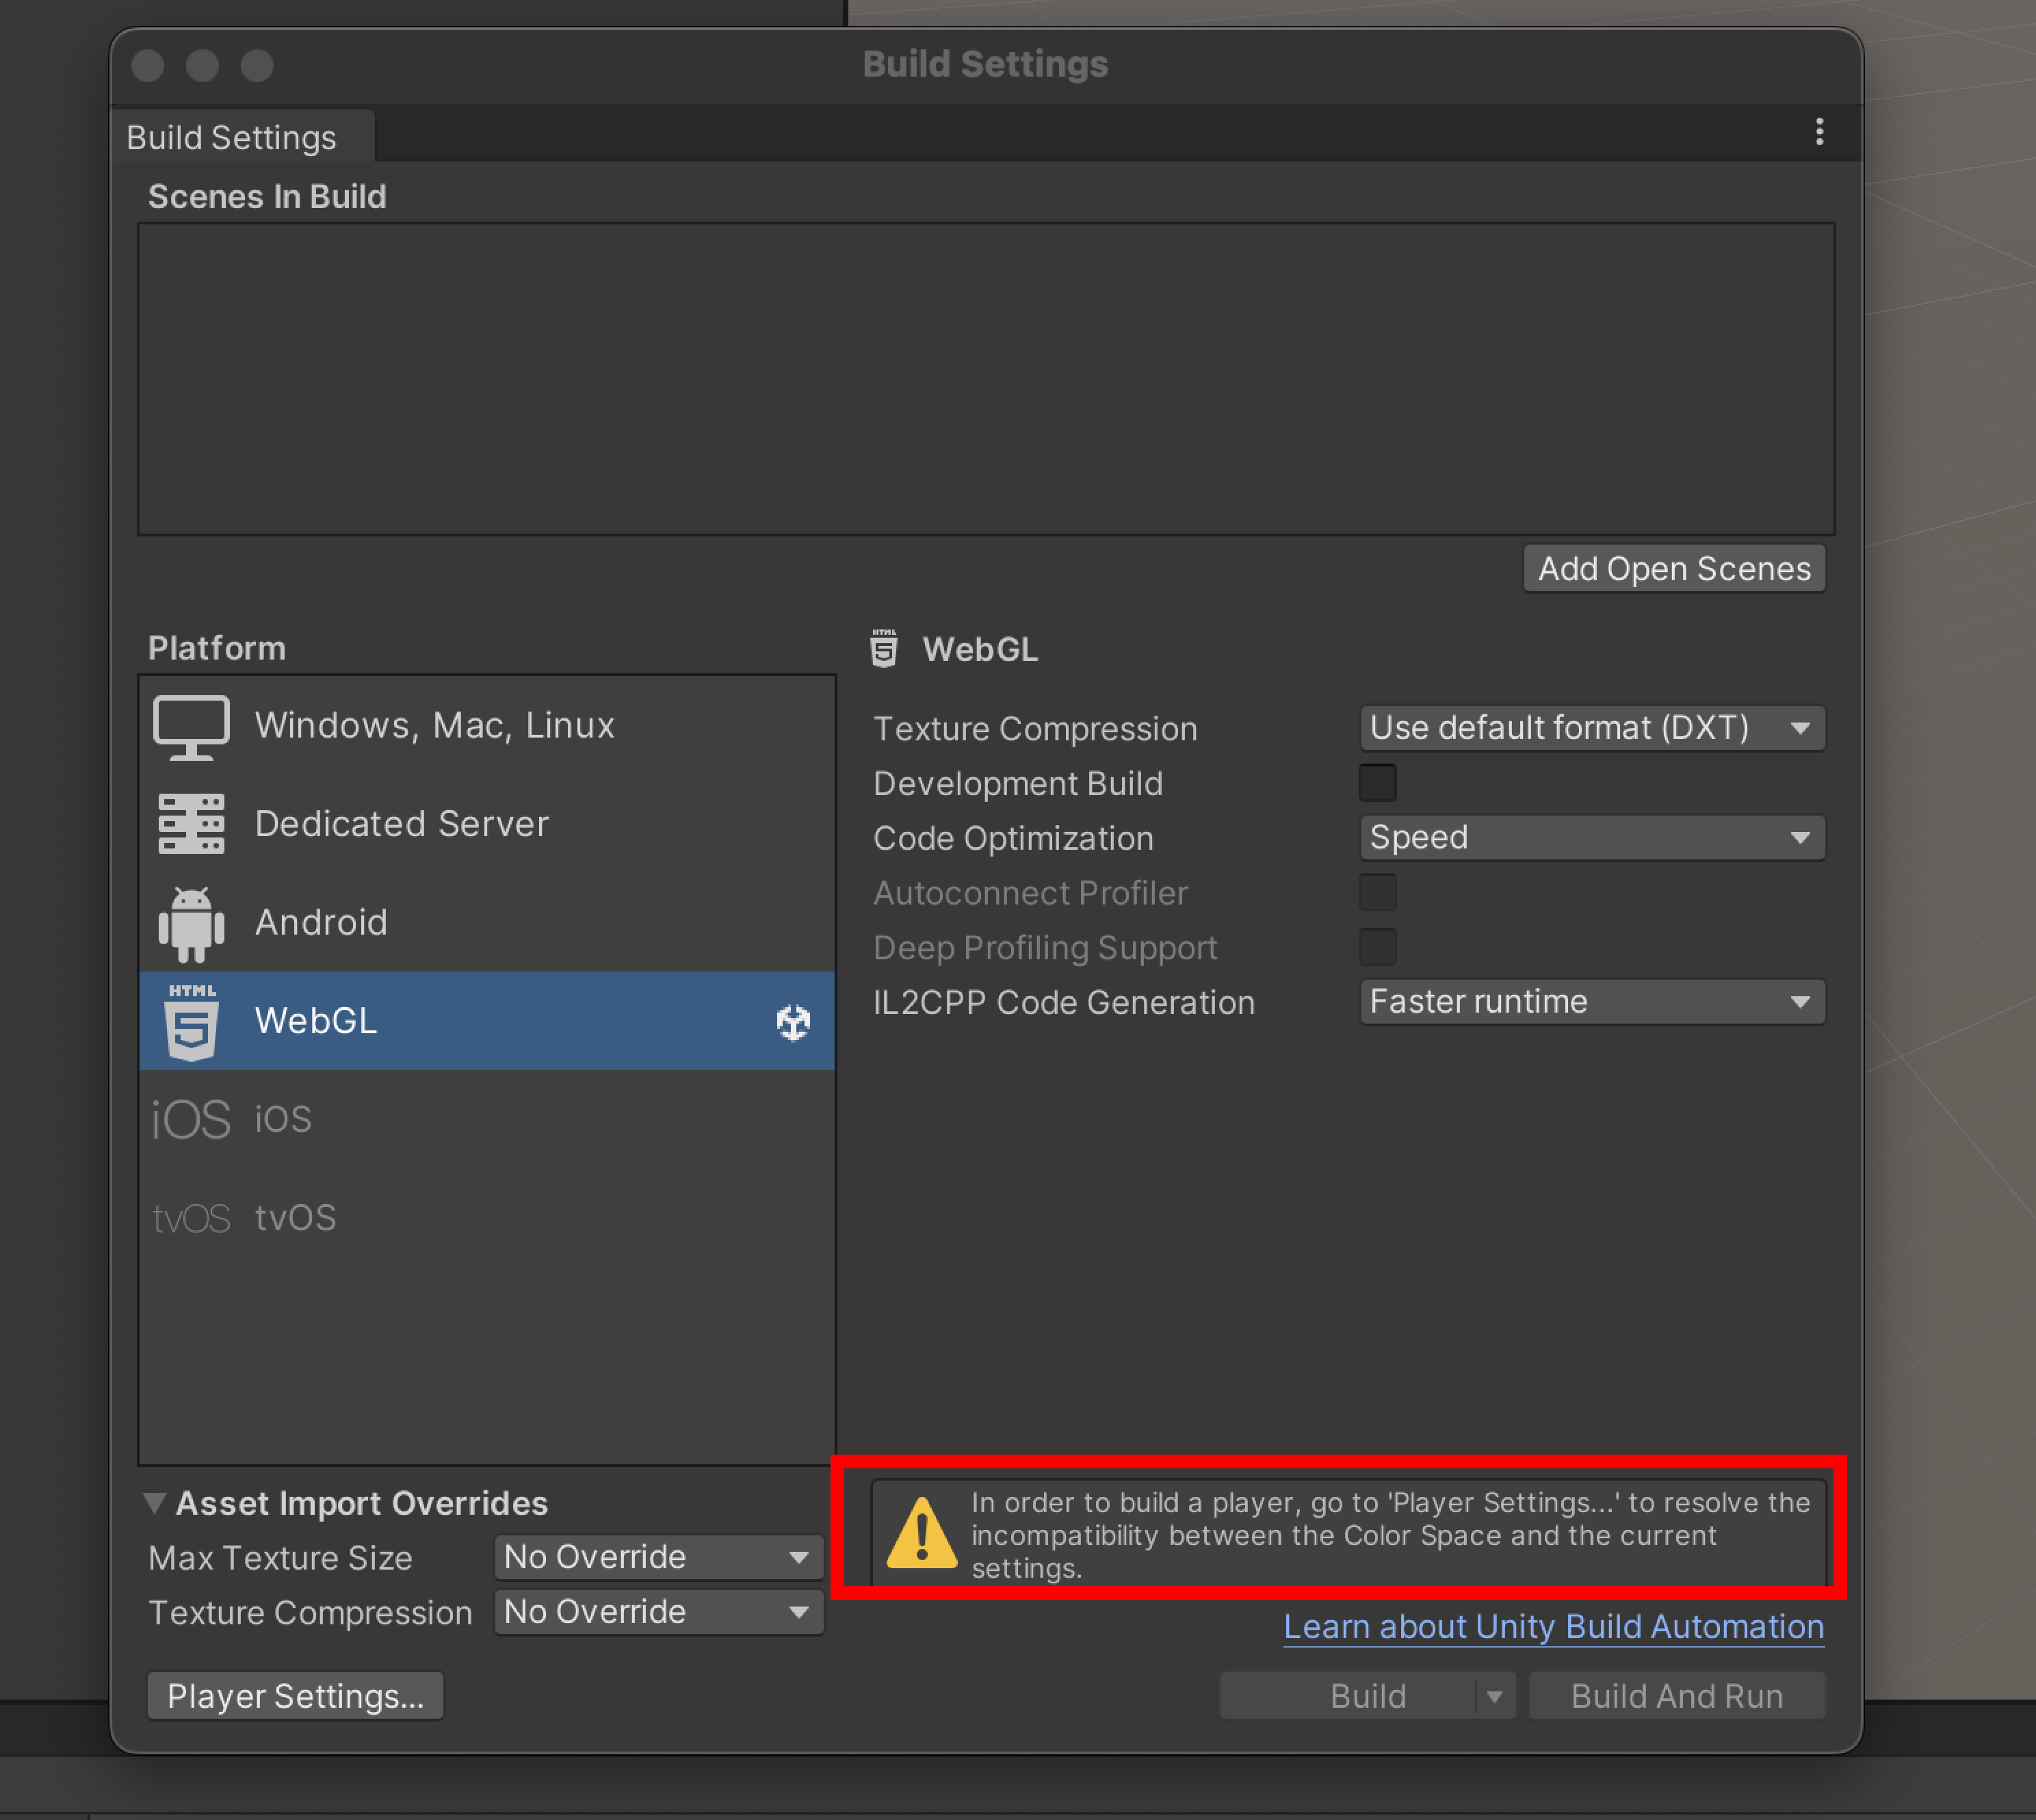 Build Settings
Build Settings
Scenes In Build
Add Open Scenes
Platform
Windows, Mac, Linux
Dedicated Server
Android
HTML
5
WebGL
iOS iOS
tvOS tvOS
HTML
5
WebGL
Texture Compression Use default format (DXT)
Development Build
Code Optimization Speed
Autoconnect Profiler
Deep Profiling Support
IL2CPP Code Generation Faster runtime
Asset Import Overrides
Max Texture Size No Override
Texture Compression No Override
In order to build a player, go to 'Player Settings...' to resolve the
incompatibility between the Color Space and the current
settings.
Learn about Unity Build Automation
Player Settings...
Build
Build And Run